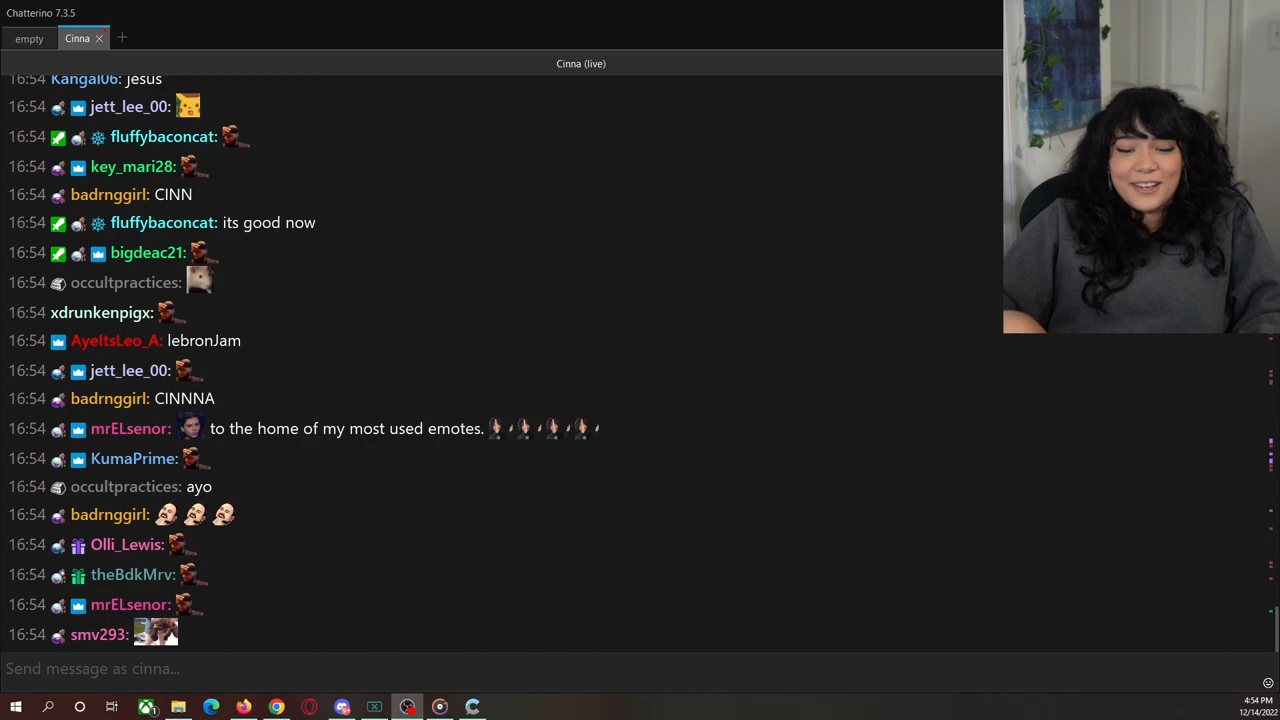 Chatterino 7.3.5
empty
Cinna
Cinna (live)
16:54 Kangal06: jesus
16:54 jett_lee_00:
16:54 fluffybaconcat:
16:54 key_mari28:
16:54 badrnggirl: CINN
16:54 fluffybaconcat: its good now
16:54 bigdeac21:
16:54 occultpractices:
16:54 xdrunkenpigx:
16:54 AyeItsLeo_A: lebronJam
16:54 jett_lee_00:
16:54 badrnggirl: CINNNA
16:54 mrELsenor: to the home of my most used emotes.
16:54 KumaPrime:
16:54 occultpractices: ayo
16:54 badrnggirl:
16:54 Olli_Lewis:
16:54 theBdkMrv:
16:54 mrELsenor:
16:54 smv293:
Send message as cinna...
4:54 PM
12/14/2022